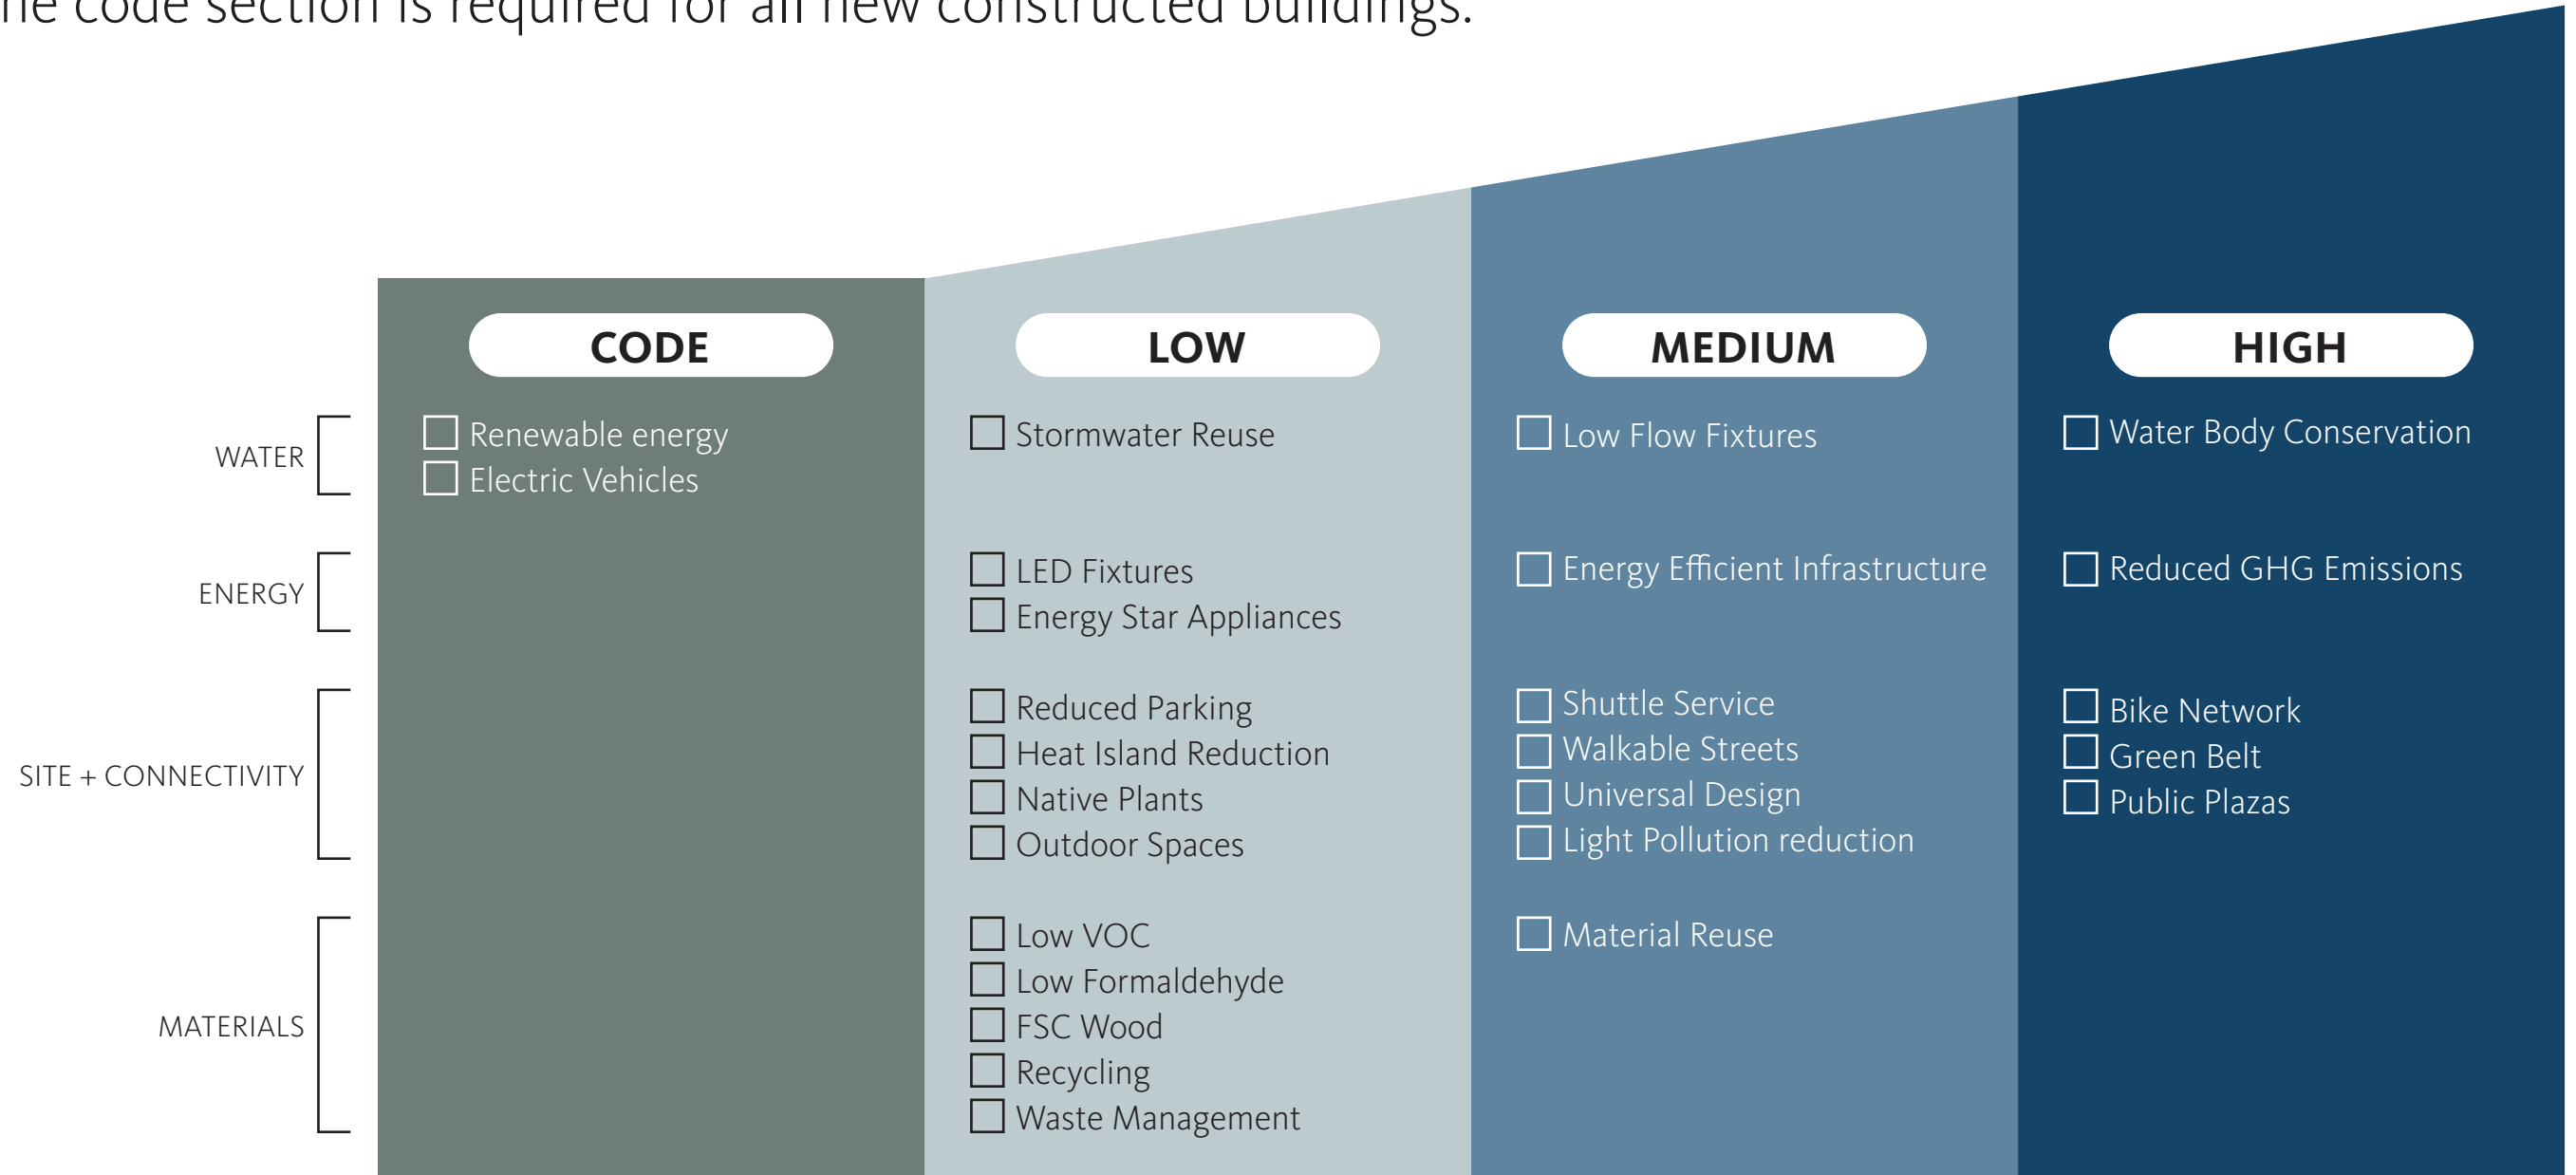 he code section is required for all new constructed buildings.
CODE
LOW
MEDIUM
HIGH
WATER
Renewable energy
Electric Vehicles
Stormwater Reuse
Low Flow Fixtures
Water Body Conservation
ENERGY
LED Fixtures
Energy Star Appliances
Energy Efficient Infrastructure
Reduced GHG Emissions
SITE + CONNECTIVITY
Reduced Parking
Heat Island Reduction
Native Plants
Outdoor Spaces
Shuttle Service
Walkable Streets
Universal Design
Light Pollution reduction
Bike Network
Green Belt
Public Plazas
MATERIALS
Low VOC
Low Formaldehyde
FSC Wood
Recycling
Waste Management
Material Reuse